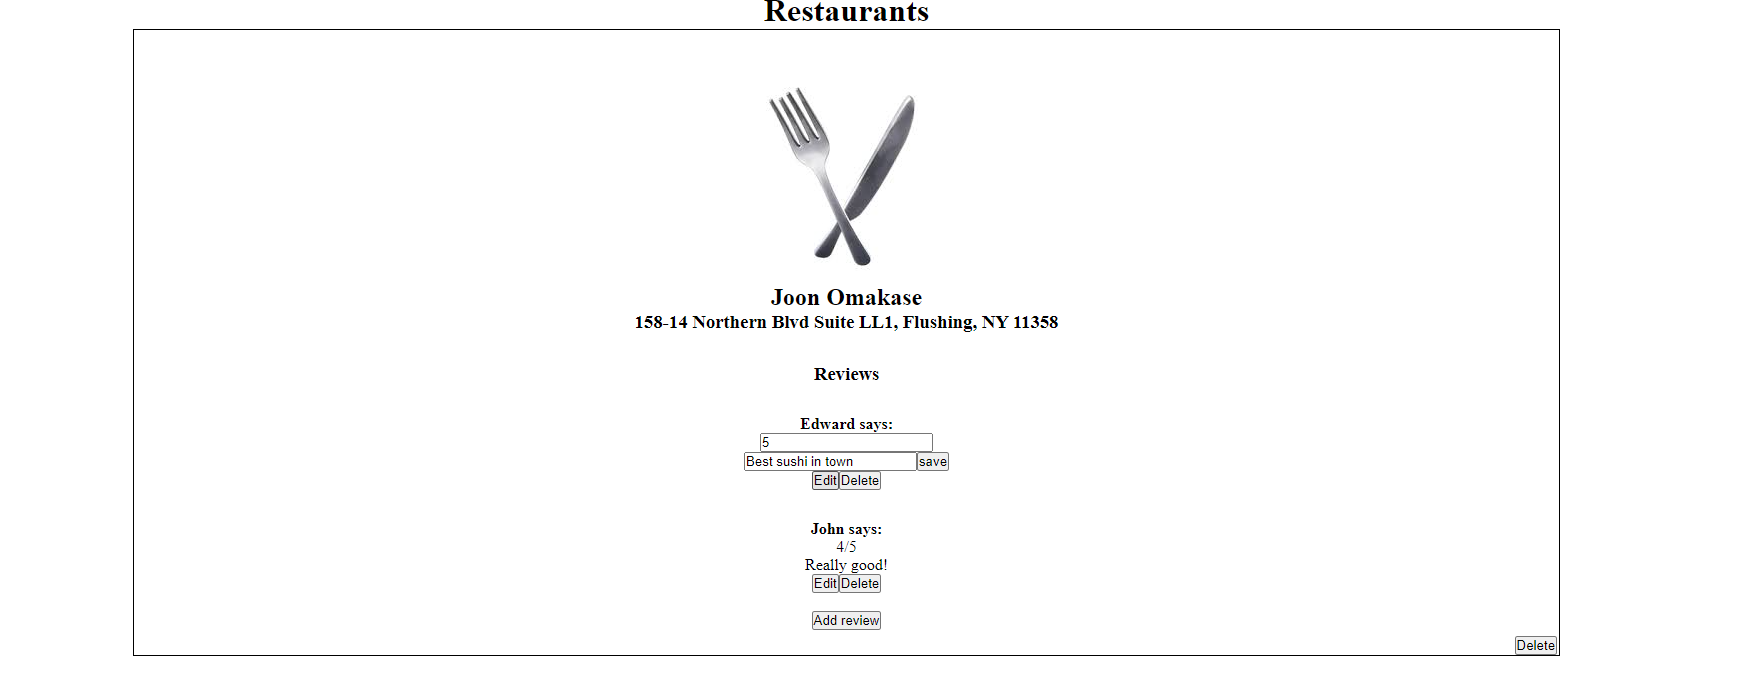 Restaurants
Joon Omakase
158-14 Northern Blvd Suite LL1, Flushing, NY 11358
Reviews
Edward says:
5
Best sushi in town save
Edit Delete
John says:
4/5
Really good!
Edit Delete
Add review
Delete